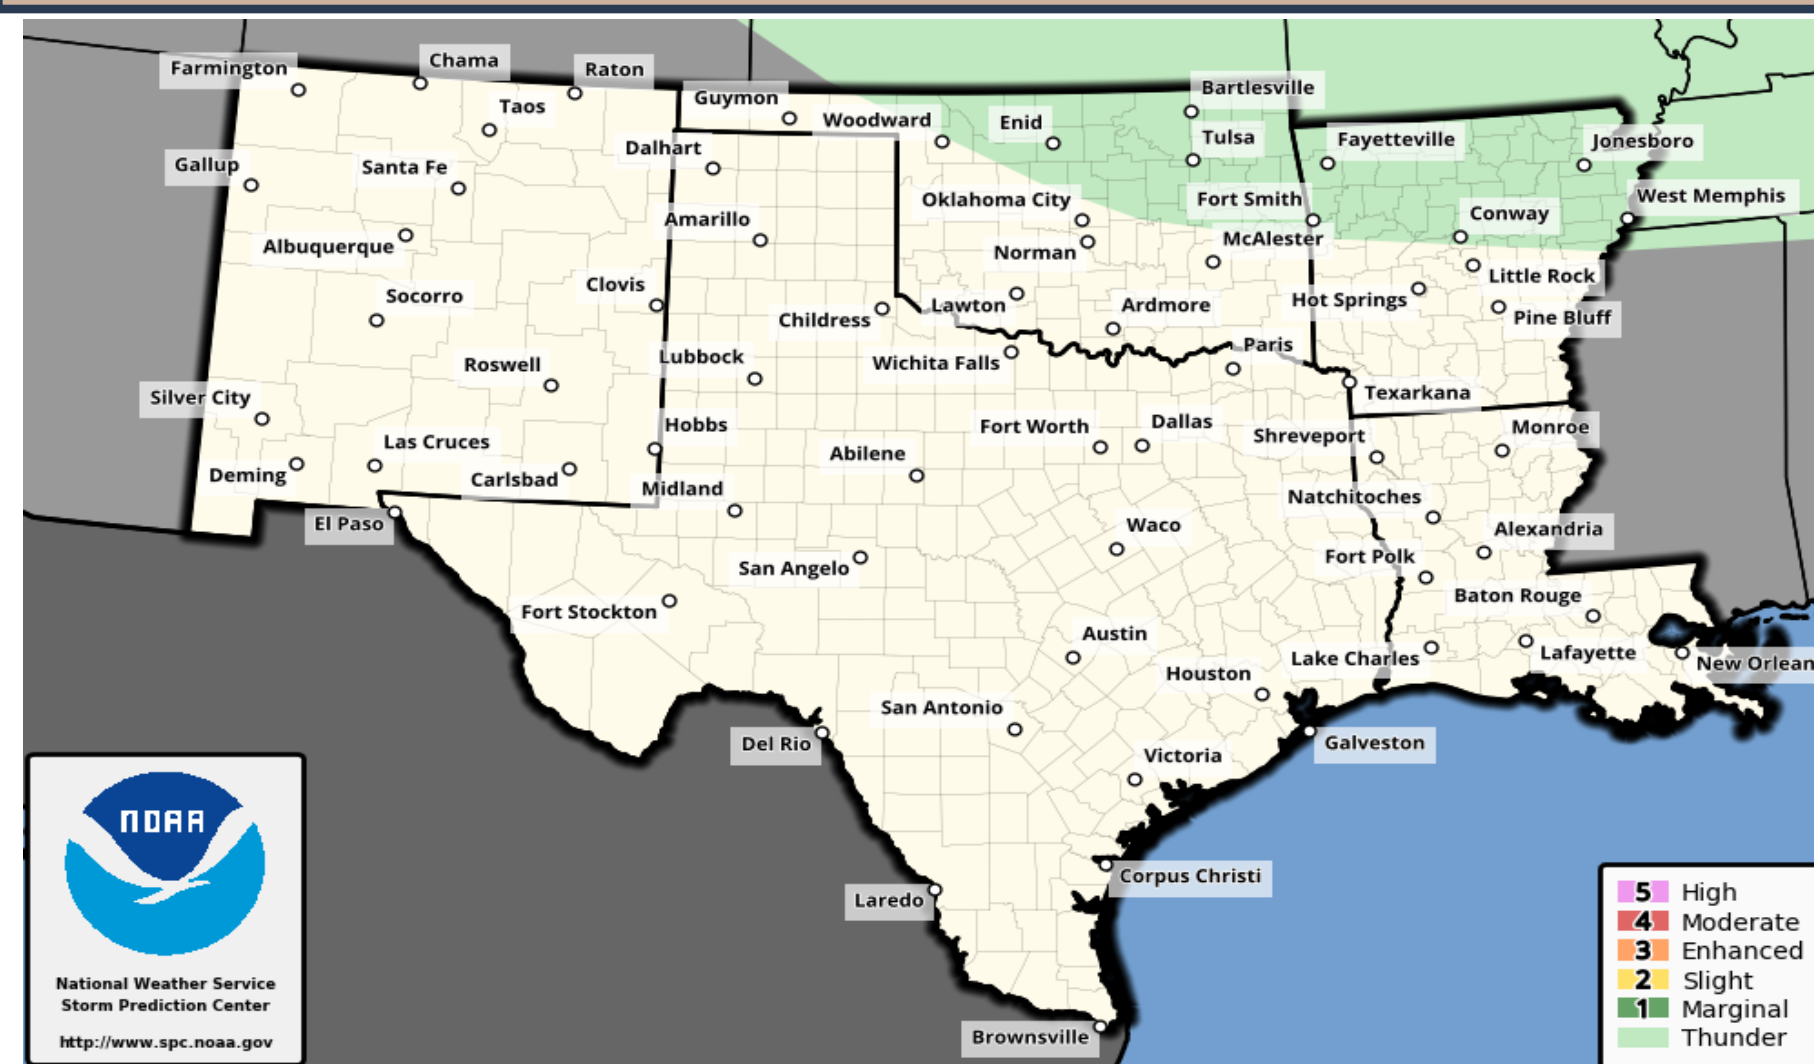 Farmington
Chama
Raton
Guymon
Bartlesville
Taos
Woodward
Enid
Tulsa
Fayetteville
Jonesboro
Gallup
Santa Fe
Dalhart
Oklahoma City
Fort Smith
West Memphis
Conway
Albuquerque
Amarillo
Norman
McAlester
Little Rock
Socorro
Clovis
Childress
Lawton
Ardmore
Hot Springs
Pine Bluff
Roswell
Lubbock
Wichita Falls
Paris
Texarkana
Silver City
Hobbs
Fort Worth
Dallas
Shreveport
Monroe
Las Cruces
Abilene
Deming
Carlsbad
Midland
Natchitoches
El Paso
Waco
Alexandria
San Angelo
Fort Polk
Fort Stockton
Baton Rouge
Austin
Lake Charles
Lafayette
New Orlean
Houston
San Antonio
Del Rio
Galveston
Victoria
Corpus Christi
Laredo
Brownsville
NOAA
National Weather Service
Storm Prediction Center
http://www.spc.noaa.gov
5 High
4 Moderate
3 Enhanced
2 Slight
1 Marginal
Thunder